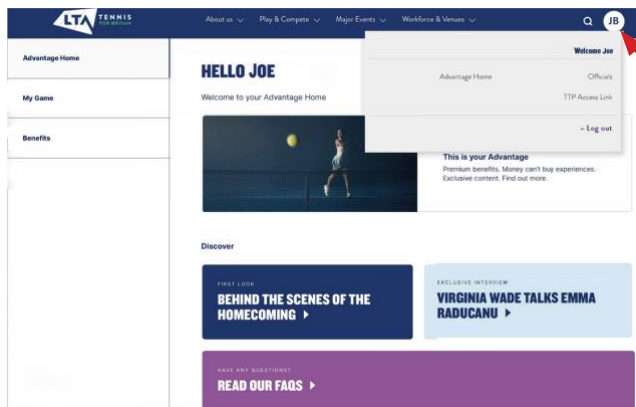 LTA TENNIS
FOR BRITAIN
About us Play & Compete Major Events Workforce & Venues JB
Advantage Home
My Game
Benefits
HELLO JOE
Welcome to your Advantage Home
Welcome Joe
Advantage Home Officials
TTP Access Link
» Log out
This is your Advantage
Premium benefits. Money can't buy experiences.
Exclusive content. Find out more.
Discover
FIRST LOOK
BEHIND THE SCENES OF THE
HOMECOMING
EXCLUSIVE INTERVIEW
VIRGINIA WADE TALKS EMMA
RADUCANU
HAVE ANY QUESTIONS?
READ OUR FAQS